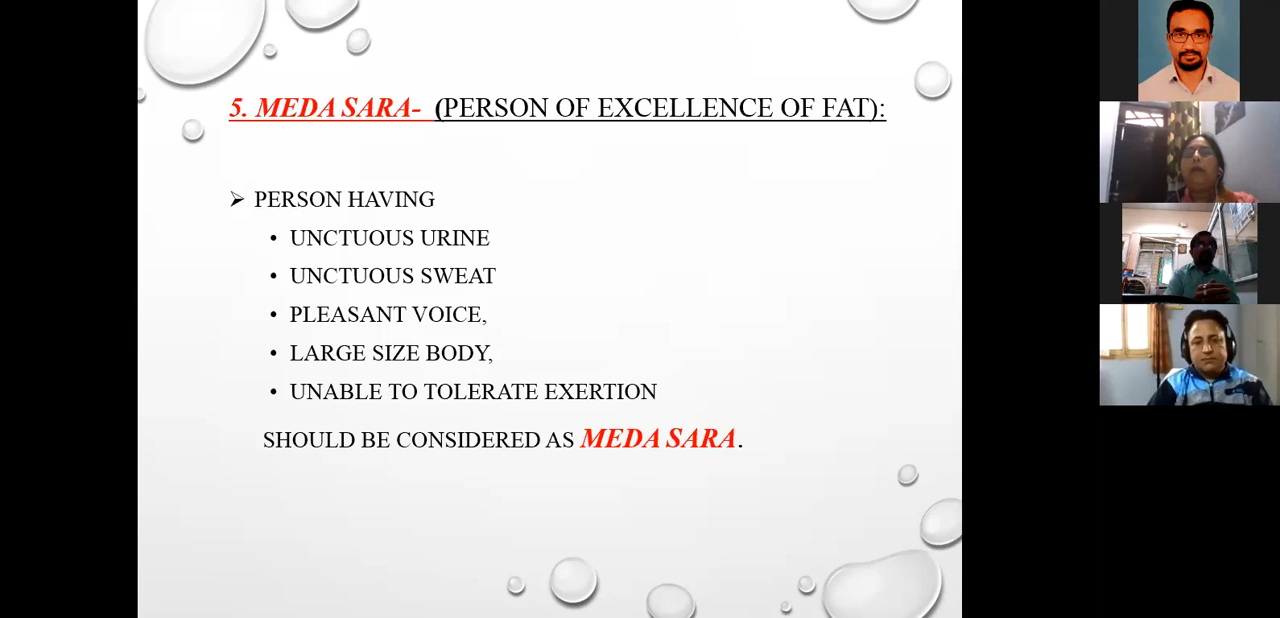 5. MEDA SARA- (PERSON OF EXCELLENCE OF FAT):
➢ PERSON HAVING
• UNCTUOUS URINE
• UNCTUOUS SWEAT
• PLEASANT VOICE,
• LARGE SIZE BODY,
• UNABLE TO TOLERATE EXERTION
SHOULD BE CONSIDERED AS MEDA SARA.